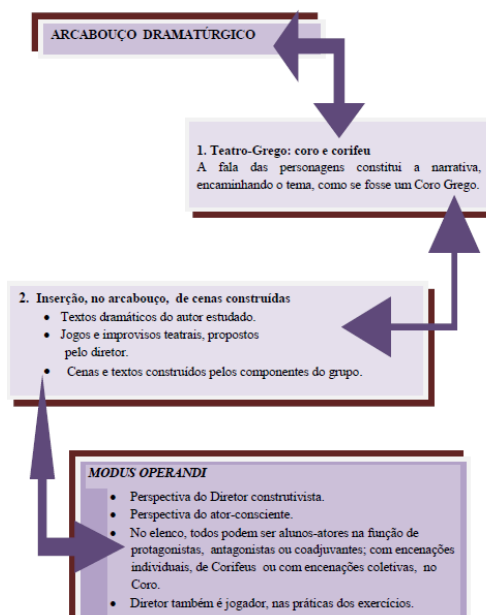 ARCABOUÇO DRAMATÚRGICO
1. Teatro-Grego: coro e corifeu
A fala das personagens constitui a narrativa,
encaminhando o tema, como se fosse um Coro Grego.
2. Inserção, no arcabouço, de cenas construídas
• Textos dramáticos do autor estudado.
• Jogos e improvisos teatrais, propostos
pelo diretor.
• Cenas e textos construídos pelos componentes do grupo.
MODUS OPERANDI
• Perspectiva do Diretor construtivista.
• Perspectiva do ator-consciente.
• No elenco, todos podem ser alunos-atores na função de
protagonistas, antagonistas ou coadjuvantes; com encenações
individuais, de Corifeus ou com encenações coletivas, no
Coro.
• Diretor também é jogador, nas práticas dos exercícios.